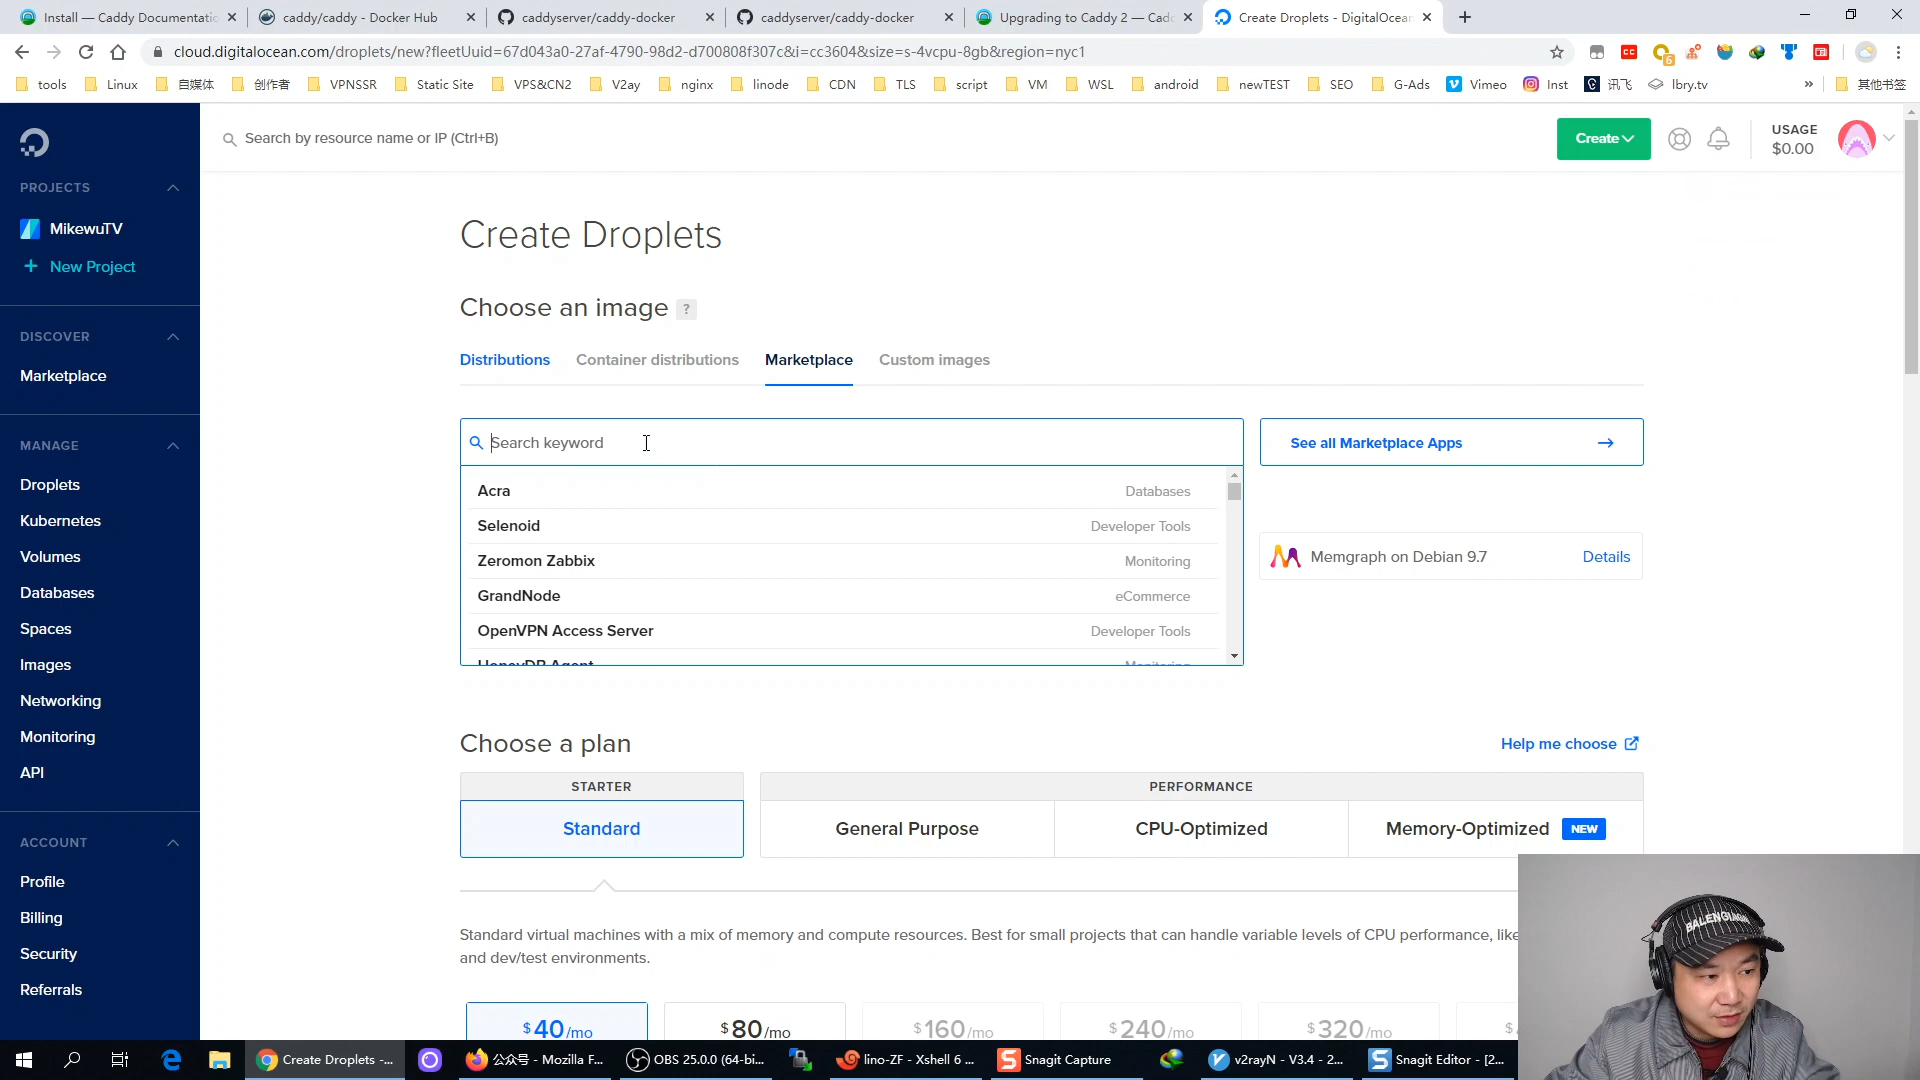 Install — Caddy Documentatio
caddy/caddy - Docker Hub
caddyserver/caddy-docker
caddyserver/caddy-docker
Upgrading to Caddy 2 — Cadd
Create Droplets - DigitalOcean
cloud.digitalocean.com/droplets/new?fleetUuid=67d043a0-27af-4790-98d2-d700808f307c&i=cc3604&size=s-4vcpu-8gb&region=nyc1
CC
6
tools
Linux
自媒体
创作者
VPNSSR
Static Site
VPS&CN2
V2ay
nginx
linode
CDN
TLS
script
VM
WSL
android
newTEST
SEO
G-Ads
Vimeo
Inst
讯飞
lbry.tv
»
其他书签
Search by resource name or IP (Ctrl+B)
Create
USAGE
$0.00
PROJECTS
MikewuTV
+ New Project
DISCOVER
Marketplace
MANAGE
Droplets
Kubernetes
Volumes
Databases
Spaces
Images
Networking
Monitoring
API
ACCOUNT
Profile
Billing
Security
Referrals
Create Droplets
Choose an image ?
Distributions
Container distributions
Marketplace
Custom images
Search keyword
See all Marketplace Apps
Acra Databases
Selenoid Developer Tools
Zeromon Zabbix Monitoring
GrandNode eCommerce
OpenVPN Access Server Developer Tools
HoneyDB Agent Monitoring
Memgraph on Debian 9.7 Details
Choose a plan
Help me choose
STARTER
PERFORMANCE
Standard
General Purpose
CPU-Optimized
Memory-Optimized NEW
Standard virtual machines with a mix of memory and compute resources. Best for small projects that can handle variable levels of CPU performance, like
and dev/test environments.
$40/mo
$80/mo
$160/mo
$240/mo
$320/mo
$
Create Droplets -...
公众号 - Mozilla F...
OBS 25.0.0 (64-bi...
lino-ZF - Xshell 6 ...
Snagit Capture
v2rayN - V3.4 - 2...
Snagit Editor - [2...